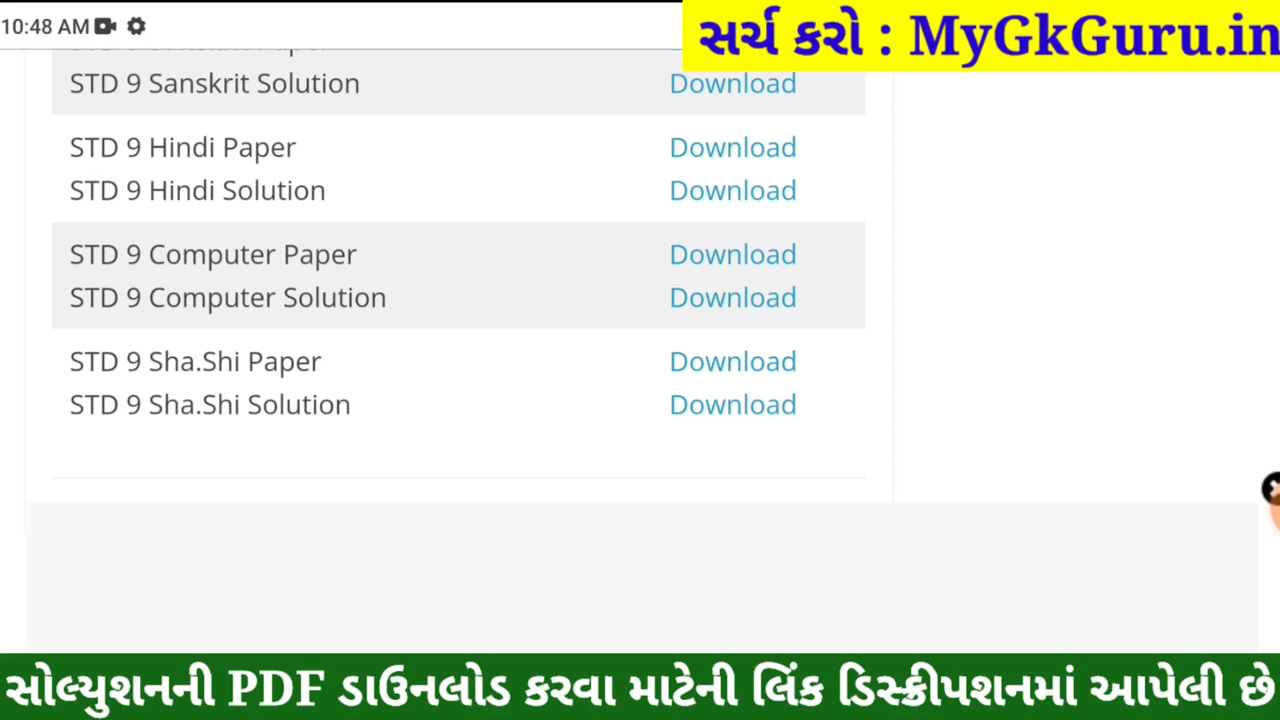 10:48 AM
સર્ચ કરો : MyGkGuru.in
STD 9 Sanskrit Solution Download
STD 9 Hindi Paper Download
STD 9 Hindi Solution Download
STD 9 Computer Paper Download
STD 9 Computer Solution Download
STD 9 Sha.Shi Paper Download
STD 9 Sha.Shi Solution Download
સોલ્યુશનની PDF ડાઉનલોડ કરવા માટેની લિંક ડિસ્ક્રીપશનમાં આપેલી છે